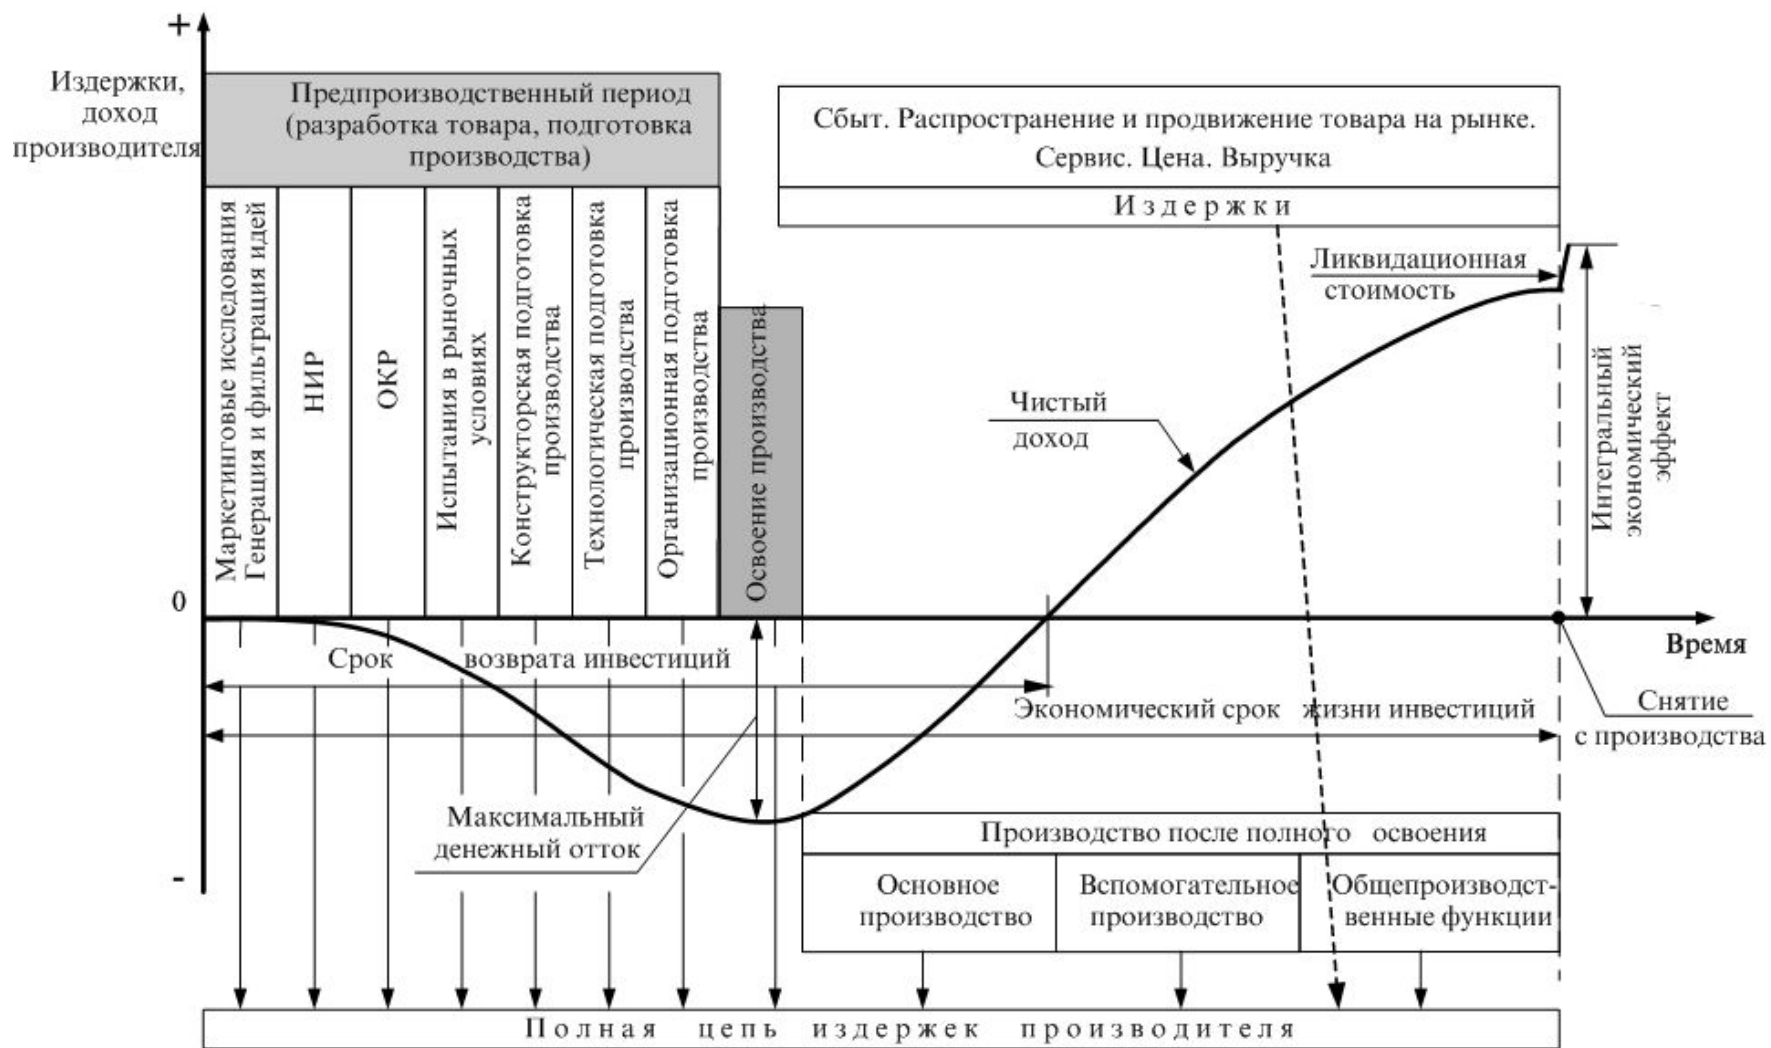 +
Издержки,
доход
производителя
Предпроизводственный период
(разработка товара, подготовка
производства)
Сбыт. Распространение и продвижение товара на рынке.
Сервис. Цена. Выручка
Издержки
Маркетинговые исследования
Генерация и фильтрация идей
НИР
ОКР
Испытания в рыночных
условиях
Конструкторская подготовка
производства
Технологическая подготовка
производства
Организационная подготовка
производства
Освоение производства
Ликвидационная
стоимость
Чистый
доход
Интегральный
экономический
эффект
0
Время
Срок возврата инвестиций
Экономический срок жизни инвестиций
Снятие
с производства
Максимальный
денежный отток
-
Производство после полного освоения
Основное
производство
Вспомогательное
производство
Общепроизводст-
венные функции
Полная цепь издержек производителя